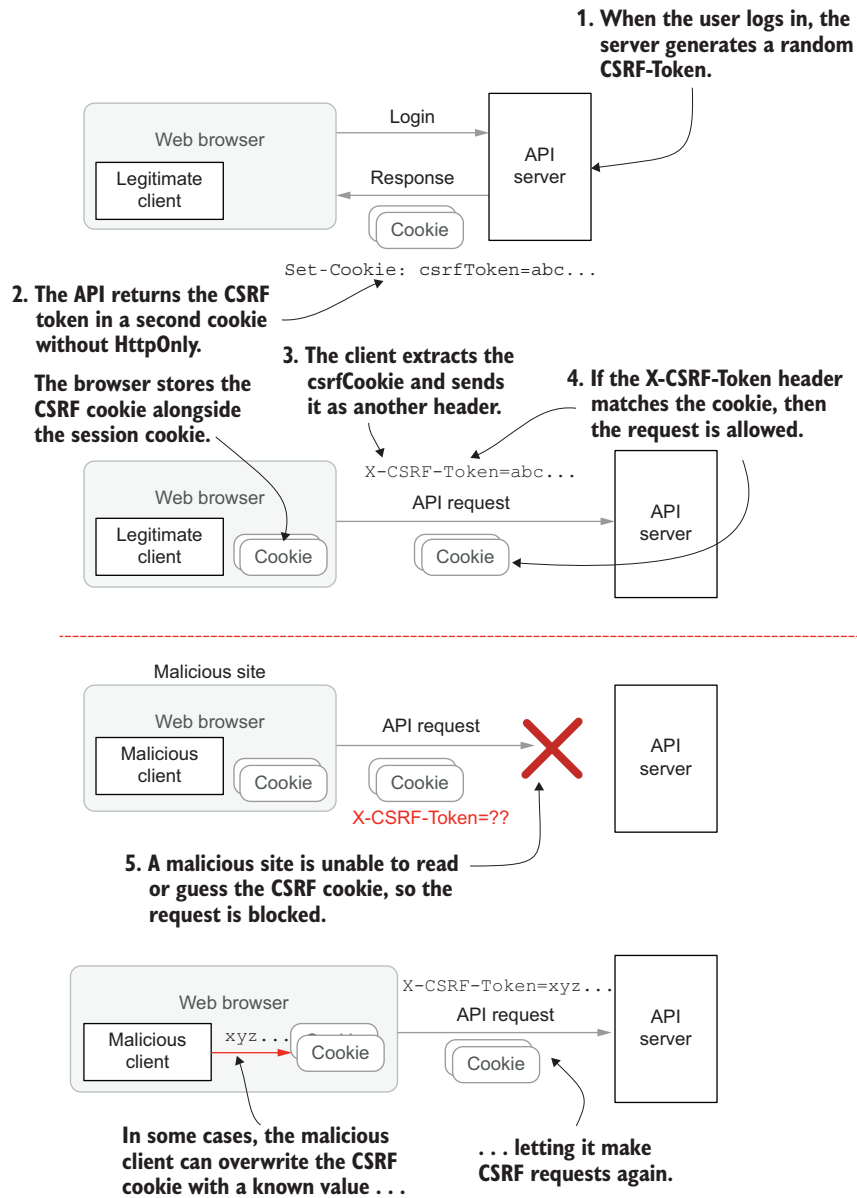 1. When the user logs in, the
server generates a random
CSRF-Token.
Login
Web browser
Legitimate
client
API
server
Response
Cookie
Set-Cookie: csrfToken=abc...
2. The API returns the CSRF
token in a second cookie
without HttpOnly.
The browser stores the
CSRF cookie alongside
the session cookie.
3. The client extracts the
csrfCookie and sends
it as another header.
4. If the X-CSRF-Token header
matches the cookie, then
the request is allowed.
X-CSRF-Token=abc...
Web browser
API request
Legitimate
client
Cookie
Cookie
API
server
Malicious site
Web browser
API request
Malicious
client
Cookie
Cookie
API
server
X-CSRF-Token=??
5. A malicious site is unable to read
or guess the CSRF cookie, so the
request is blocked.
X-CSRF-Token=xyz...
Web browser
API request
Malicious
client
xyz...
Cookie
Cookie
API
server
In some cases, the malicious
client can overwrite the CSRF
cookie with a known value . . .
. . . letting it make
CSRF requests again.